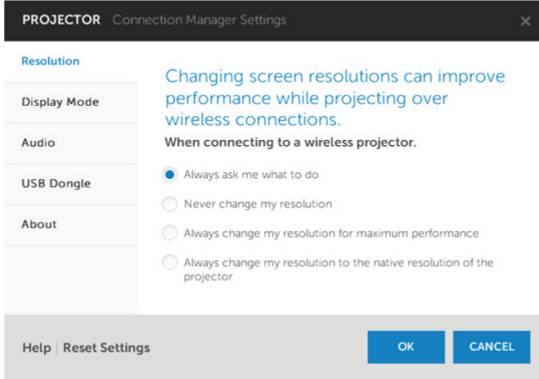 PROJECTOR Connection Manager Settings ×
Resolution
Changing screen resolutions can improve
performance while projecting over
wireless connections.
Display Mode
Audio
When connecting to a wireless projector.
USB Dongle
Always ask me what to do
Never change my resolution
About
Always change my resolution for maximum performance
Always change my resolution to the native resolution of the
projector
Help | Reset Settings
OK
CANCEL